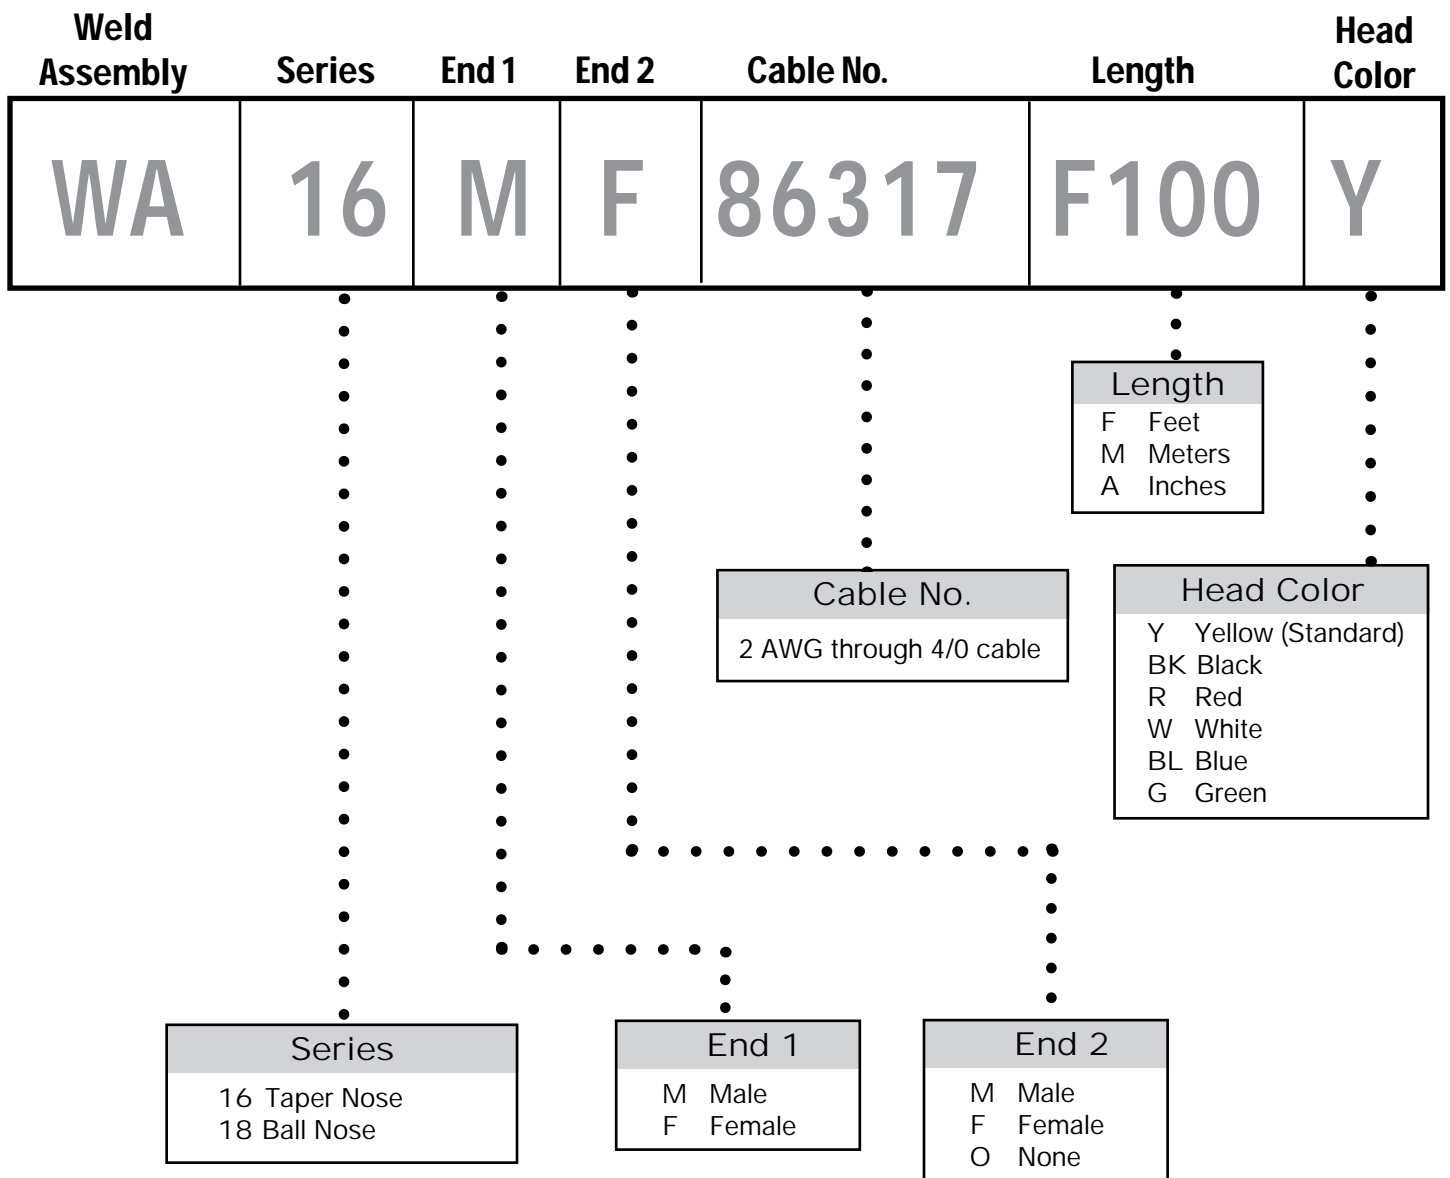 Weld Assembly Series End 1 End 2 Cable No. Length Head Color
WA 16 M F 86317 F100 Y
Length
F Feet
M Meters
A Inches
Cable No.
2 AWG through 4/0 cable
Head Color
Y Yellow (Standard)
BK Black
R Red
W White
BL Blue
G Green
Series
16 Taper Nose
18 Ball Nose
End 1
M Male
F Female
End 2
M Male
F Female
O None